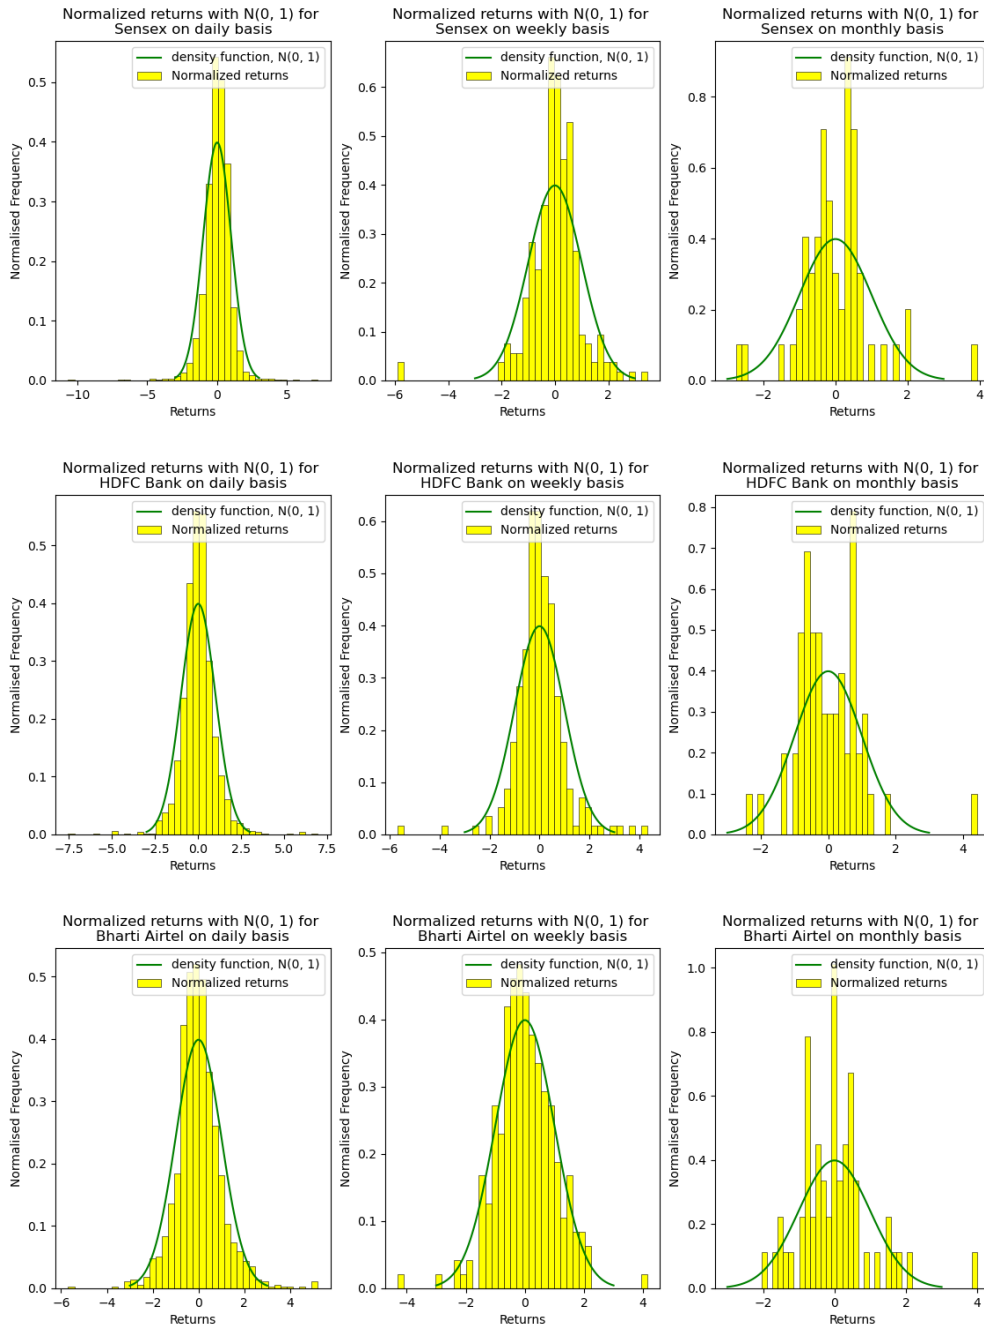 Normalized returns with N(0, 1) for
Sensex on daily basis
density function, N(0, 1)
Normalized returns
Normalised Frequency
0.5
0.4
0.3
0.2
0.1
0.0
−10
−5
0
5
Returns
Normalized returns with N(0, 1) for
Sensex on weekly basis
density function, N(0, 1)
Normalized returns
Normalised Frequency
0.6
0.5
0.4
0.3
0.2
0.1
0.0
−6
−4
−2
0
2
Returns
Normalized returns with N(0, 1) for
Sensex on monthly basis
density function, N(0, 1)
Normalized returns
Normalised Frequency
0.8
0.6
0.4
0.2
0.0
−2
0
2
4
Returns
Normalized returns with N(0, 1) for
HDFC Bank on daily basis
density function, N(0, 1)
Normalized returns
Normalised Frequency
0.5
0.4
0.3
0.2
0.1
0.0
−7.5
−5.0
−2.5
0.0
2.5
5.0
7.5
Returns
Normalized returns with N(0, 1) for
HDFC Bank on weekly basis
density function, N(0, 1)
Normalized returns
Normalised Frequency
0.6
0.5
0.4
0.3
0.2
0.1
0.0
−6
−4
−2
0
2
4
Returns
Normalized returns with N(0, 1) for
HDFC Bank on monthly basis
density function, N(0, 1)
Normalized returns
Normalised Frequency
0.8
0.7
0.6
0.5
0.4
0.3
0.2
0.1
0.0
−2
0
2
4
Returns
Normalized returns with N(0, 1) for
Bharti Airtel on daily basis
density function, N(0, 1)
Normalized returns
Normalised Frequency
0.5
0.4
0.3
0.2
0.1
0.0
−6
−4
−2
0
2
4
Returns
Normalized returns with N(0, 1) for
Bharti Airtel on weekly basis
density function, N(0, 1)
Normalized returns
Normalised Frequency
0.5
0.4
0.3
0.2
0.1
0.0
−4
−2
0
2
4
Returns
Normalized returns with N(0, 1) for
Bharti Airtel on monthly basis
density function, N(0, 1)
Normalized returns
Normalised Frequency
1.0
0.8
0.6
0.4
0.2
0.0
−2
0
2
4
Returns